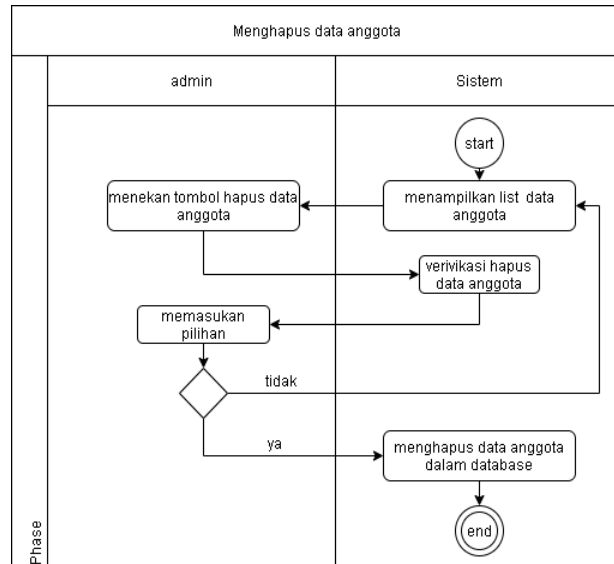 Menghapus data anggota
admin
Sistem
start
menampilkan list data
anggota
menekan tombol hapus data
anggota
verivikasi hapus
data anggota
memasukan
pilihan
tidak
ya
menghapus data anggota
dalam database
end
Phase